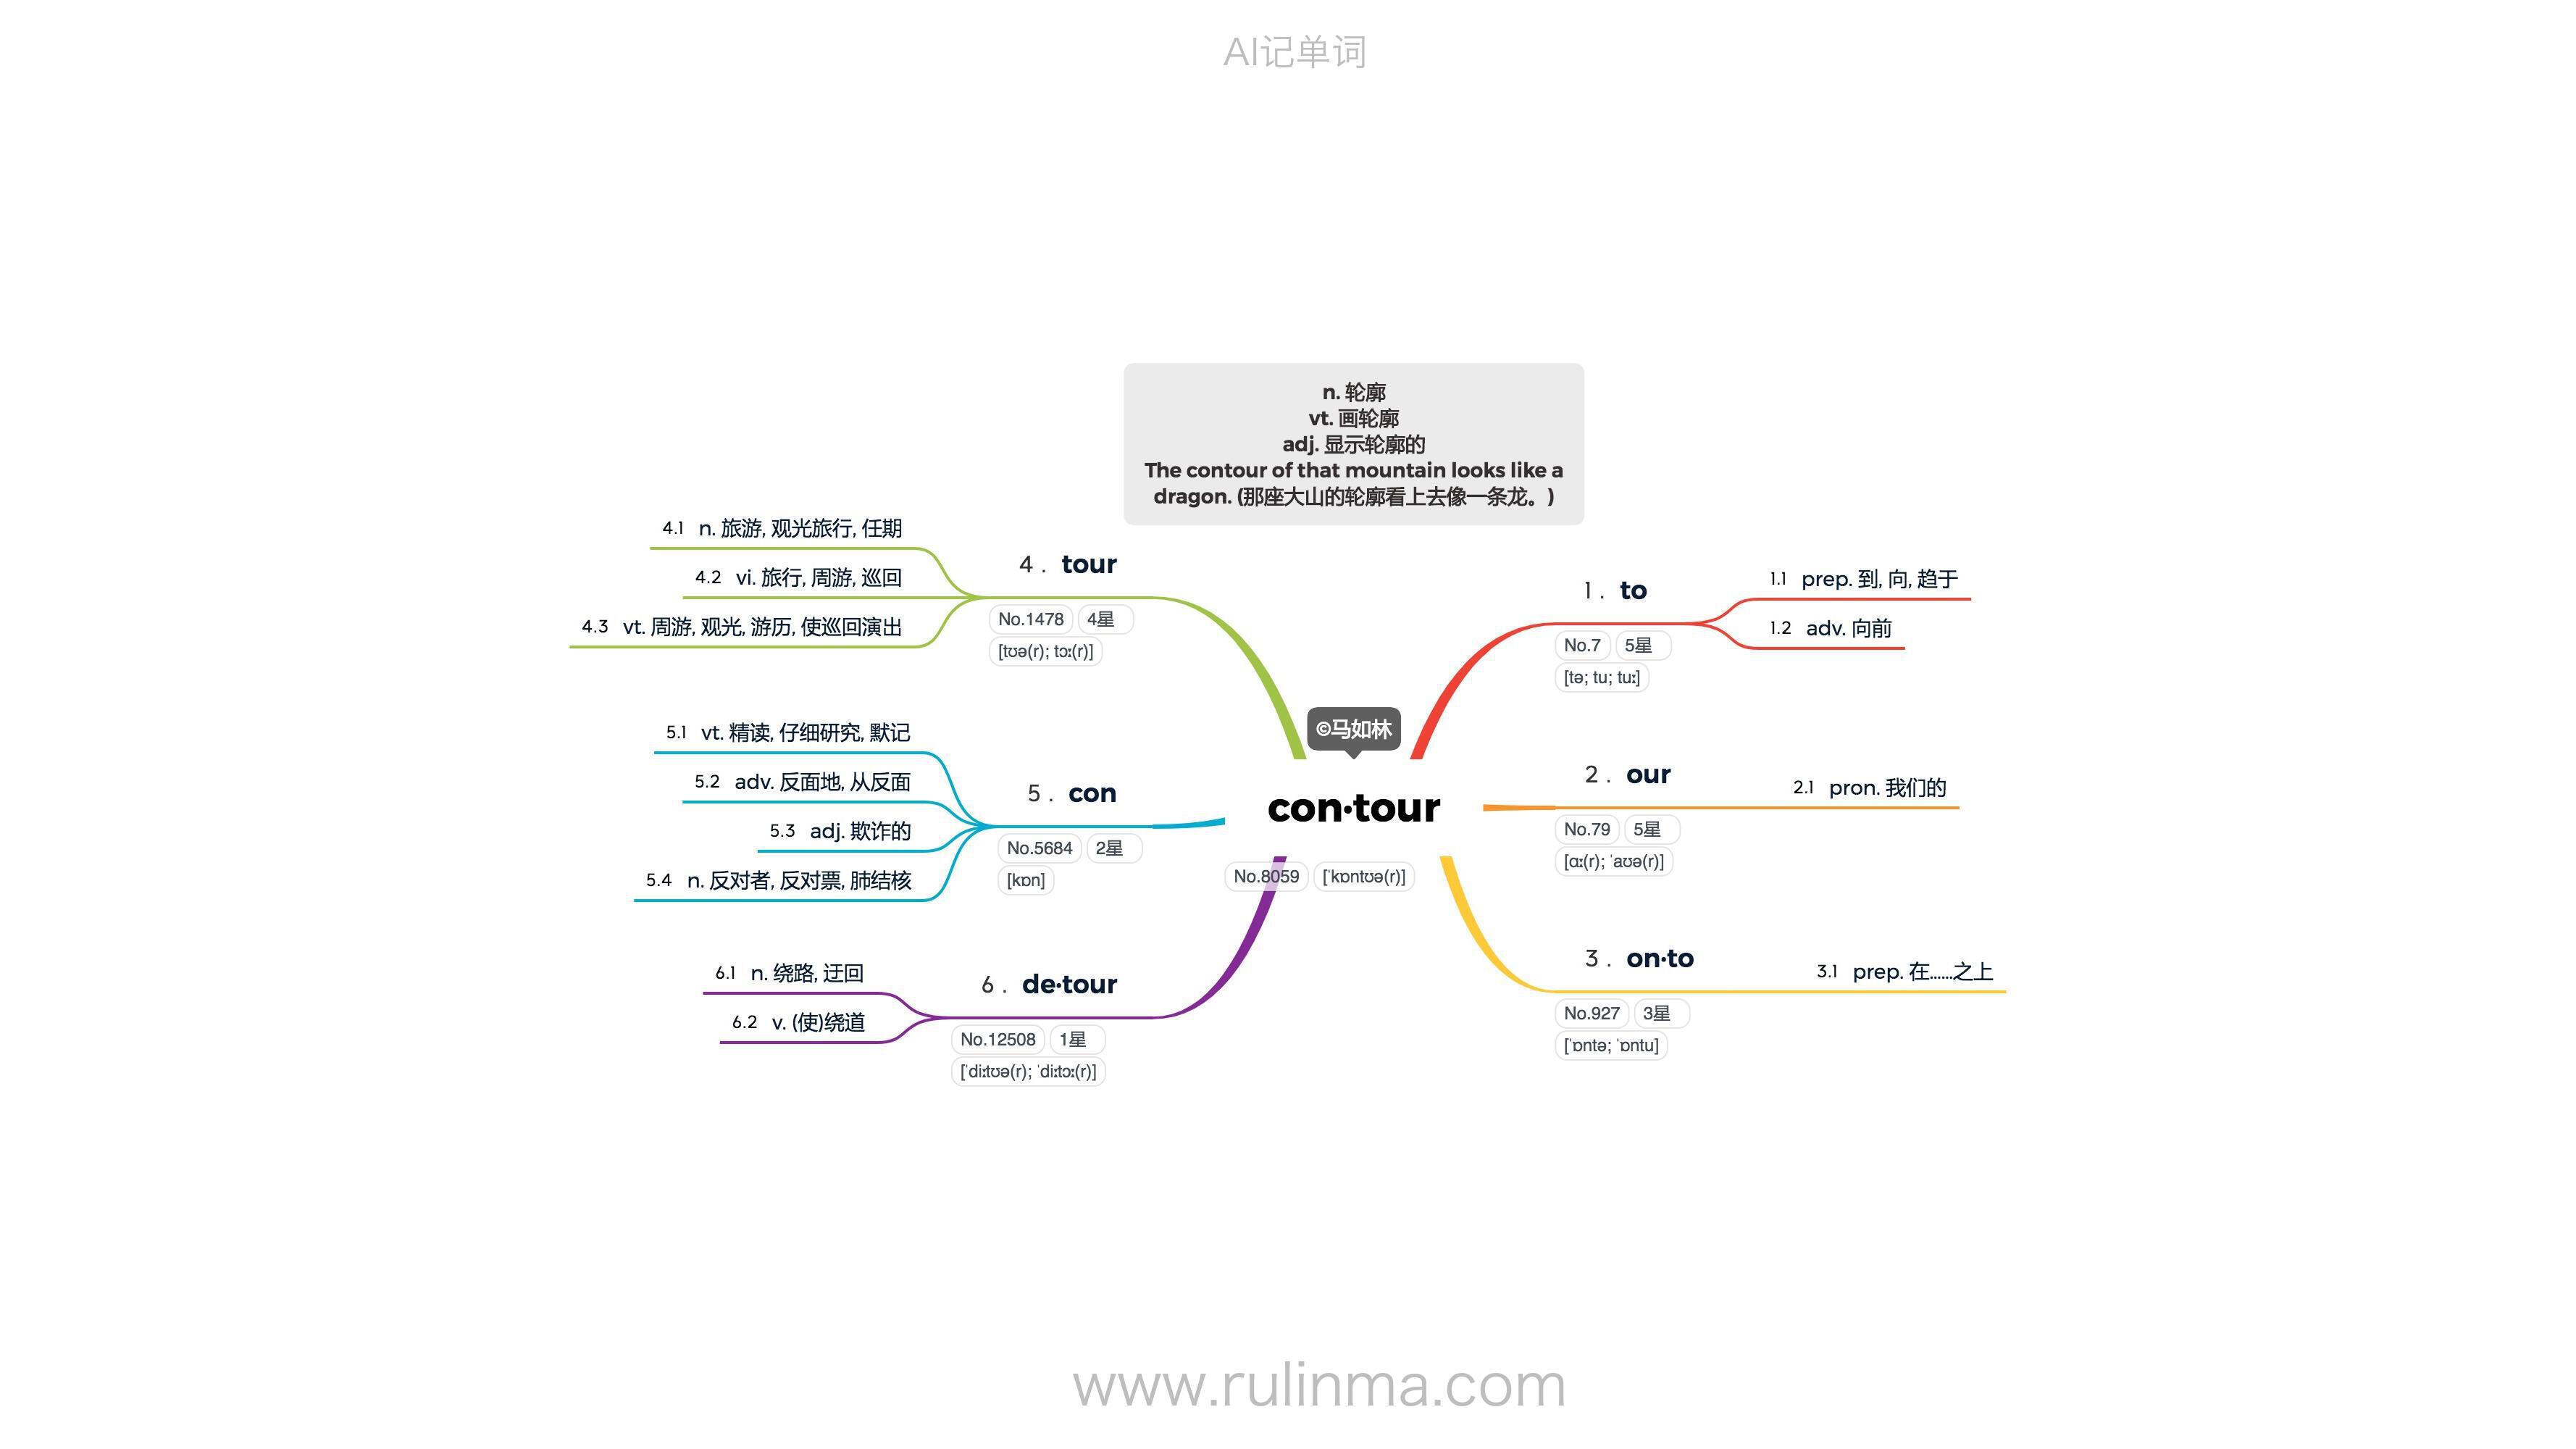 AI记单词
n. 轮廓
vt. 画轮廓
adj. 显示轮廓的
The contour of that mountain looks like a
dragon. (那座大山的轮廓看上去像一条龙。)
©马如林
con·tour
No.8059 ['kɒntʊə(r)]
1. to
No.7 5星
[tə; tu; tuː]
1.1 prep. 到, 向, 趋于
1.2 adv. 向前
2. our
No.79 5星
[ɑː(r); 'aʊə(r)]
2.1 pron. 我们的
3. on·to
No.927 3星
['ɒntə; 'ɒntu]
3.1 prep. 在......之上
4. tour
No.1478 4星
[tʊə(r); tɔː(r)]
4.1 n. 旅游, 观光旅行, 任期
4.2 vi. 旅行, 周游, 巡回
4.3 vt. 周游, 观光, 游历, 使巡回演出
5. con
No.5684 2星
[kɒn]
5.1 vt. 精读, 仔细研究, 默记
5.2 adv. 反面地, 从反面
5.3 adj. 欺诈的
5.4 n. 反对者, 反对票, 肺结核
6. de·tour
No.12508 1星
['diːtʊə(r); 'diːtɔː(r)]
6.1 n. 绕路, 迂回
6.2 v. (使)绕道
www.rulinma.com